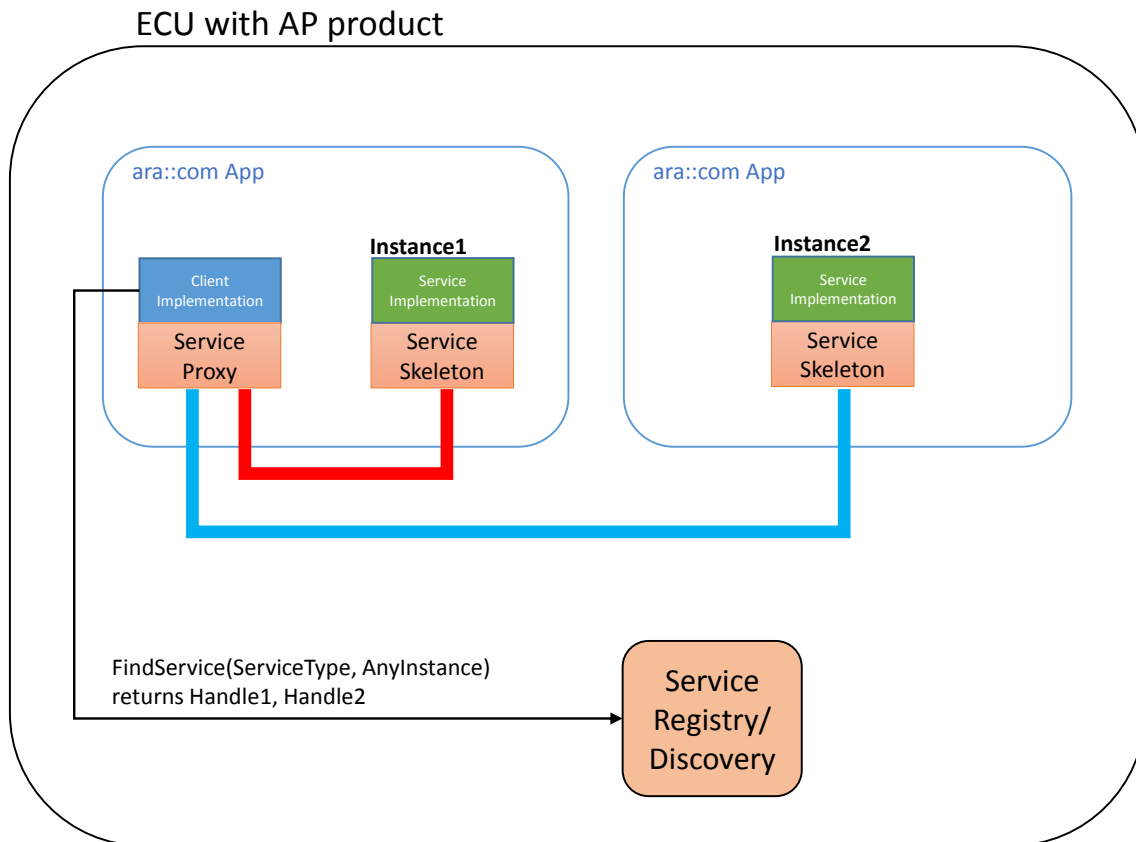 ECU with AP product
ara::com App
ara::com App
Instance1
Instance2
Client
Implementation
Service
Implementation
Service
Implementation
Service
Proxy
Service
Skeleton
Service
Skeleton
FindService(ServiceType, AnyInstance)
returns Handle1, Handle2
Service
Registry/
Discovery